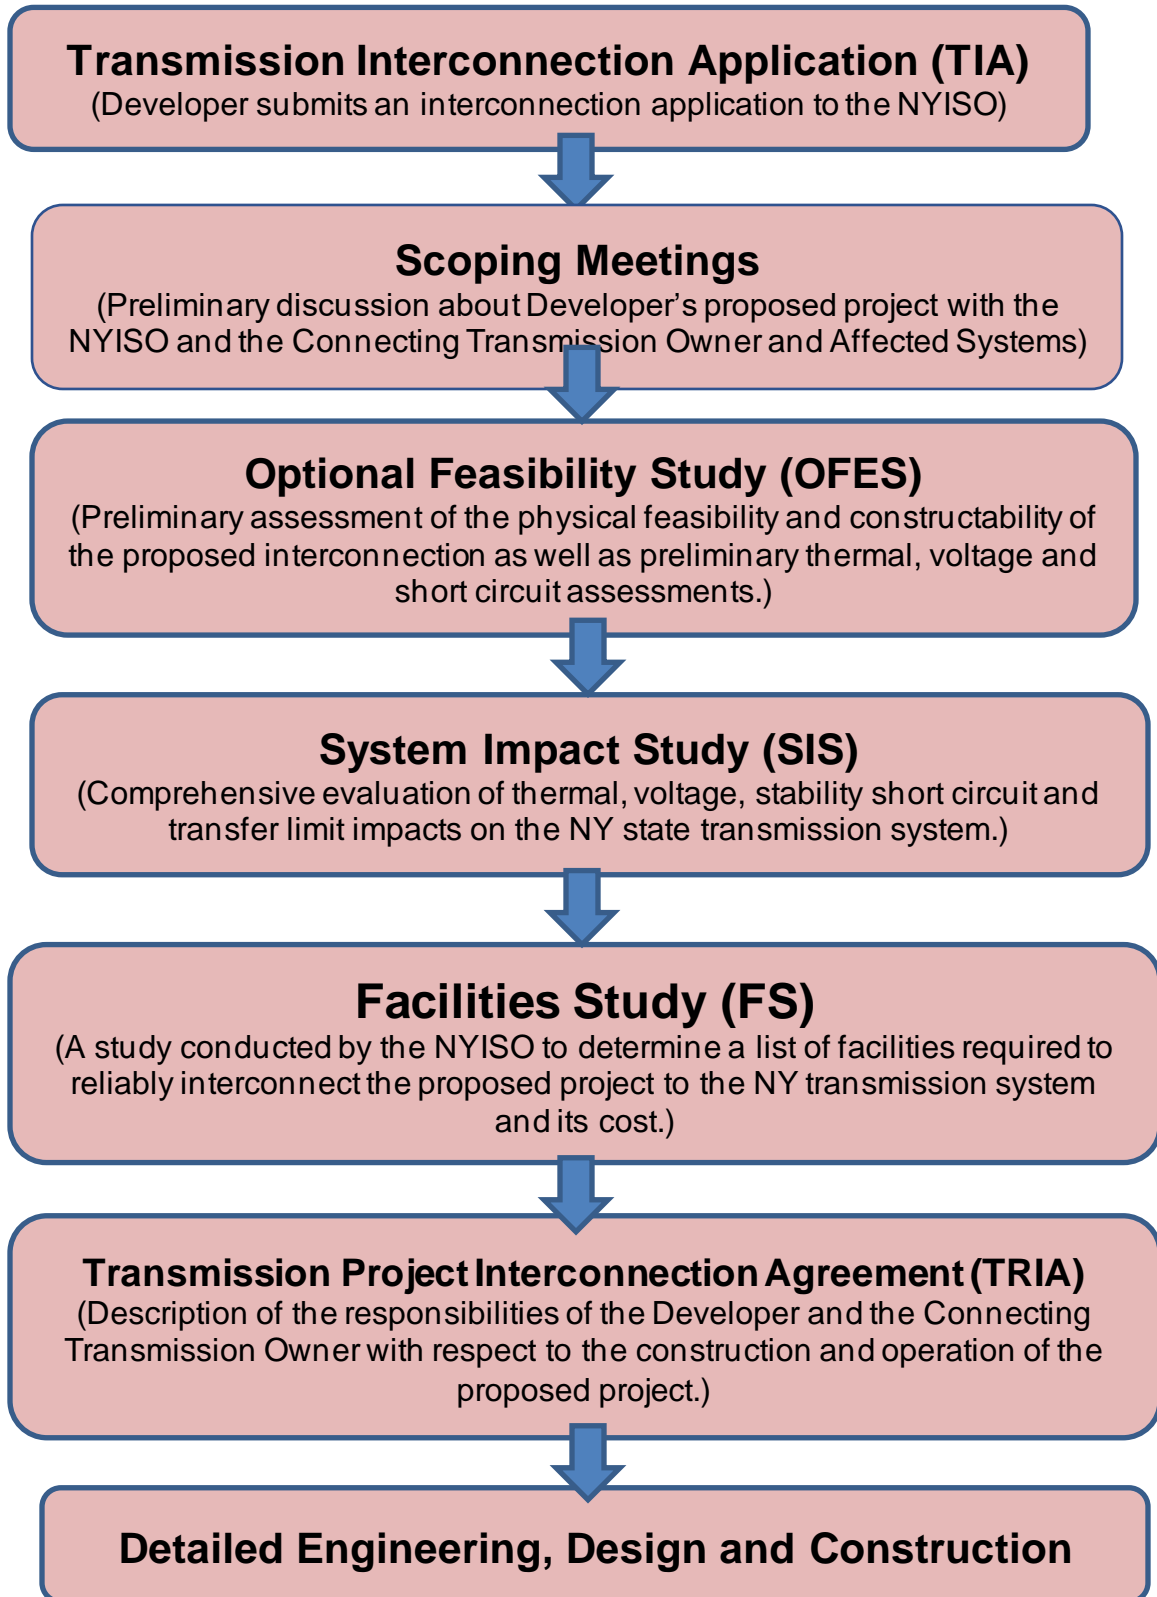 Transmission Interconnection Application (TIA)
(Developer submits an interconnection application to the NYISO)
Scoping Meetings
(Preliminary discussion about Developer’s proposed project with the
NYISO and the Connecting Transmission Owner and Affected Systems)
Optional Feasibility Study (OFES)
(Preliminary assessment of the physical feasibility and constructability of
the proposed interconnection as well as preliminary thermal, voltage and
short circuit assessments.)
System Impact Study (SIS)
(Comprehensive evaluation of thermal, voltage, stability short circuit and
transfer limit impacts on the NY state transmission system.)
Facilities Study (FS)
(A study conducted by the NYISO to determine a list of facilities required to
reliably interconnect the proposed project to the NY transmission system
and its cost.)
Transmission Project Interconnection Agreement (TRIA)
(Description of the responsibilities of the Developer and the Connecting
Transmission Owner with respect to the construction and operation of the
proposed project.)
Detailed Engineering, Design and Construction